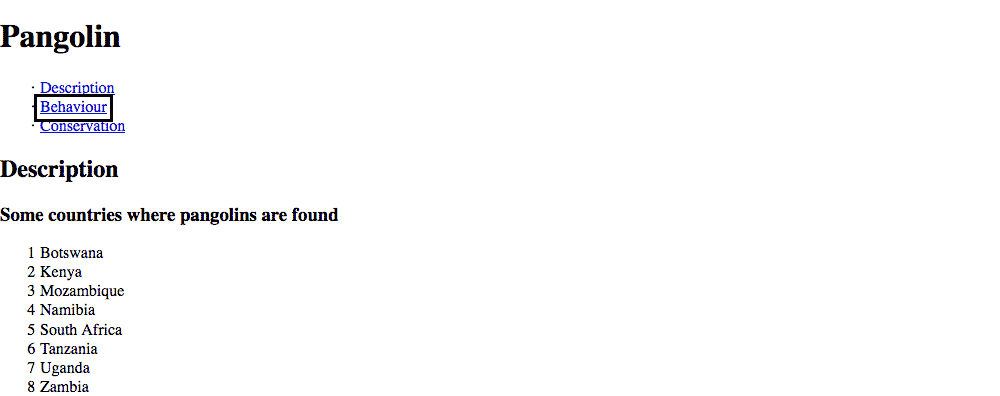 Pangolin
· Description
· Behaviour
· Conservation
Description
Some countries where pangolins are found
1 Botswana
2 Kenya
3 Mozambique
4 Namibia
5 South Africa
6 Tanzania
7 Uganda
8 Zambia